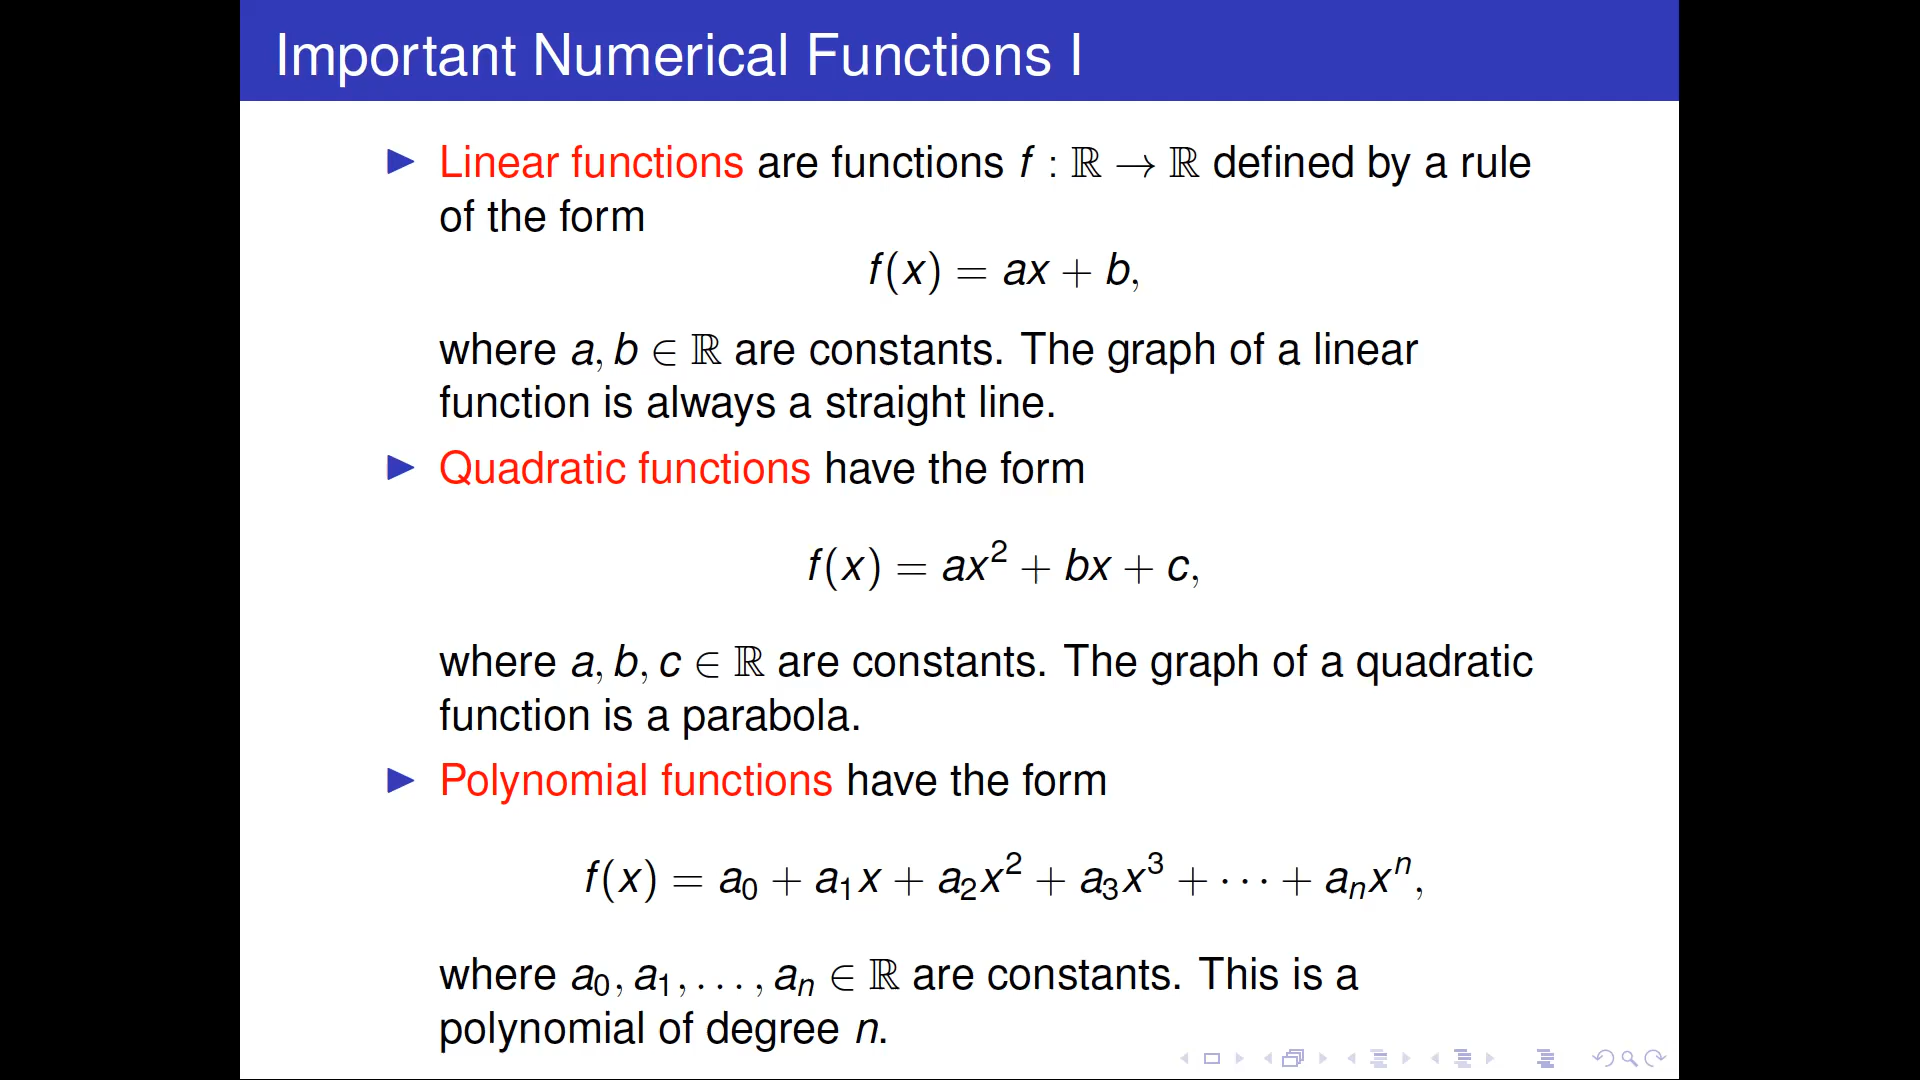 Important Numerical Functions I
Linear functions are functions f : ℝ → ℝ defined by a rule
of the form
f(x) = ax + b,
where a, b ∈ ℝ are constants. The graph of a linear
function is always a straight line.
Quadratic functions have the form
f(x) = ax² + bx + c,
where a, b, c ∈ ℝ are constants. The graph of a quadratic
function is a parabola.
Polynomial functions have the form
f(x) = a₀ + a₁x + a₂x² + a₃x³ + ··· + aₙxⁿ,
where a₀, a₁, . . . , aₙ ∈ ℝ are constants. This is a
polynomial of degree n.